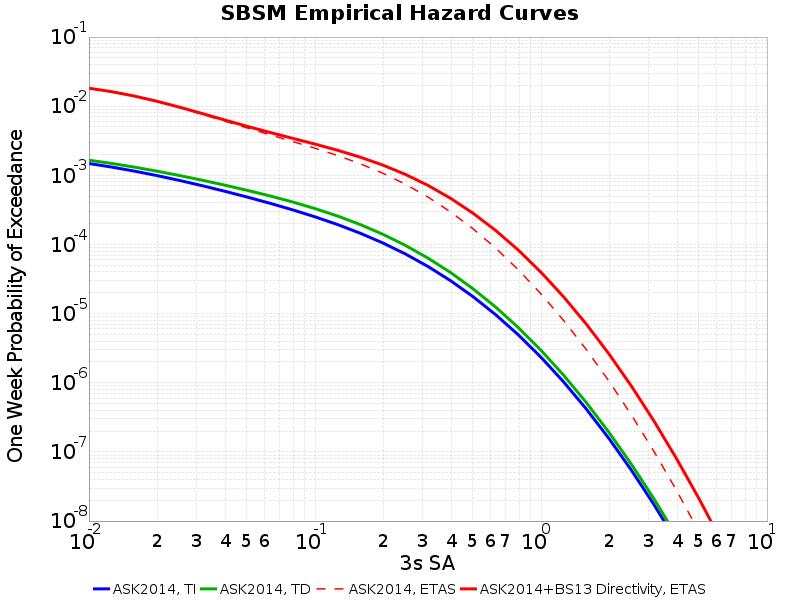 SBSM Empirical Hazard Curves
One Week Probability of Exceedance
10^-1
10^-2
10^-3
10^-4
10^-5
10^-6
10^-7
10^-8
10^-2 2 3 4 5 6 10^-1 2 3 4 5 6 7 10^0 2 3 4 5 6 7 10^1
3s SA
ASK2014, TI ASK2014, TD ASK2014, ETAS ASK2014+BS13 Directivity, ETAS